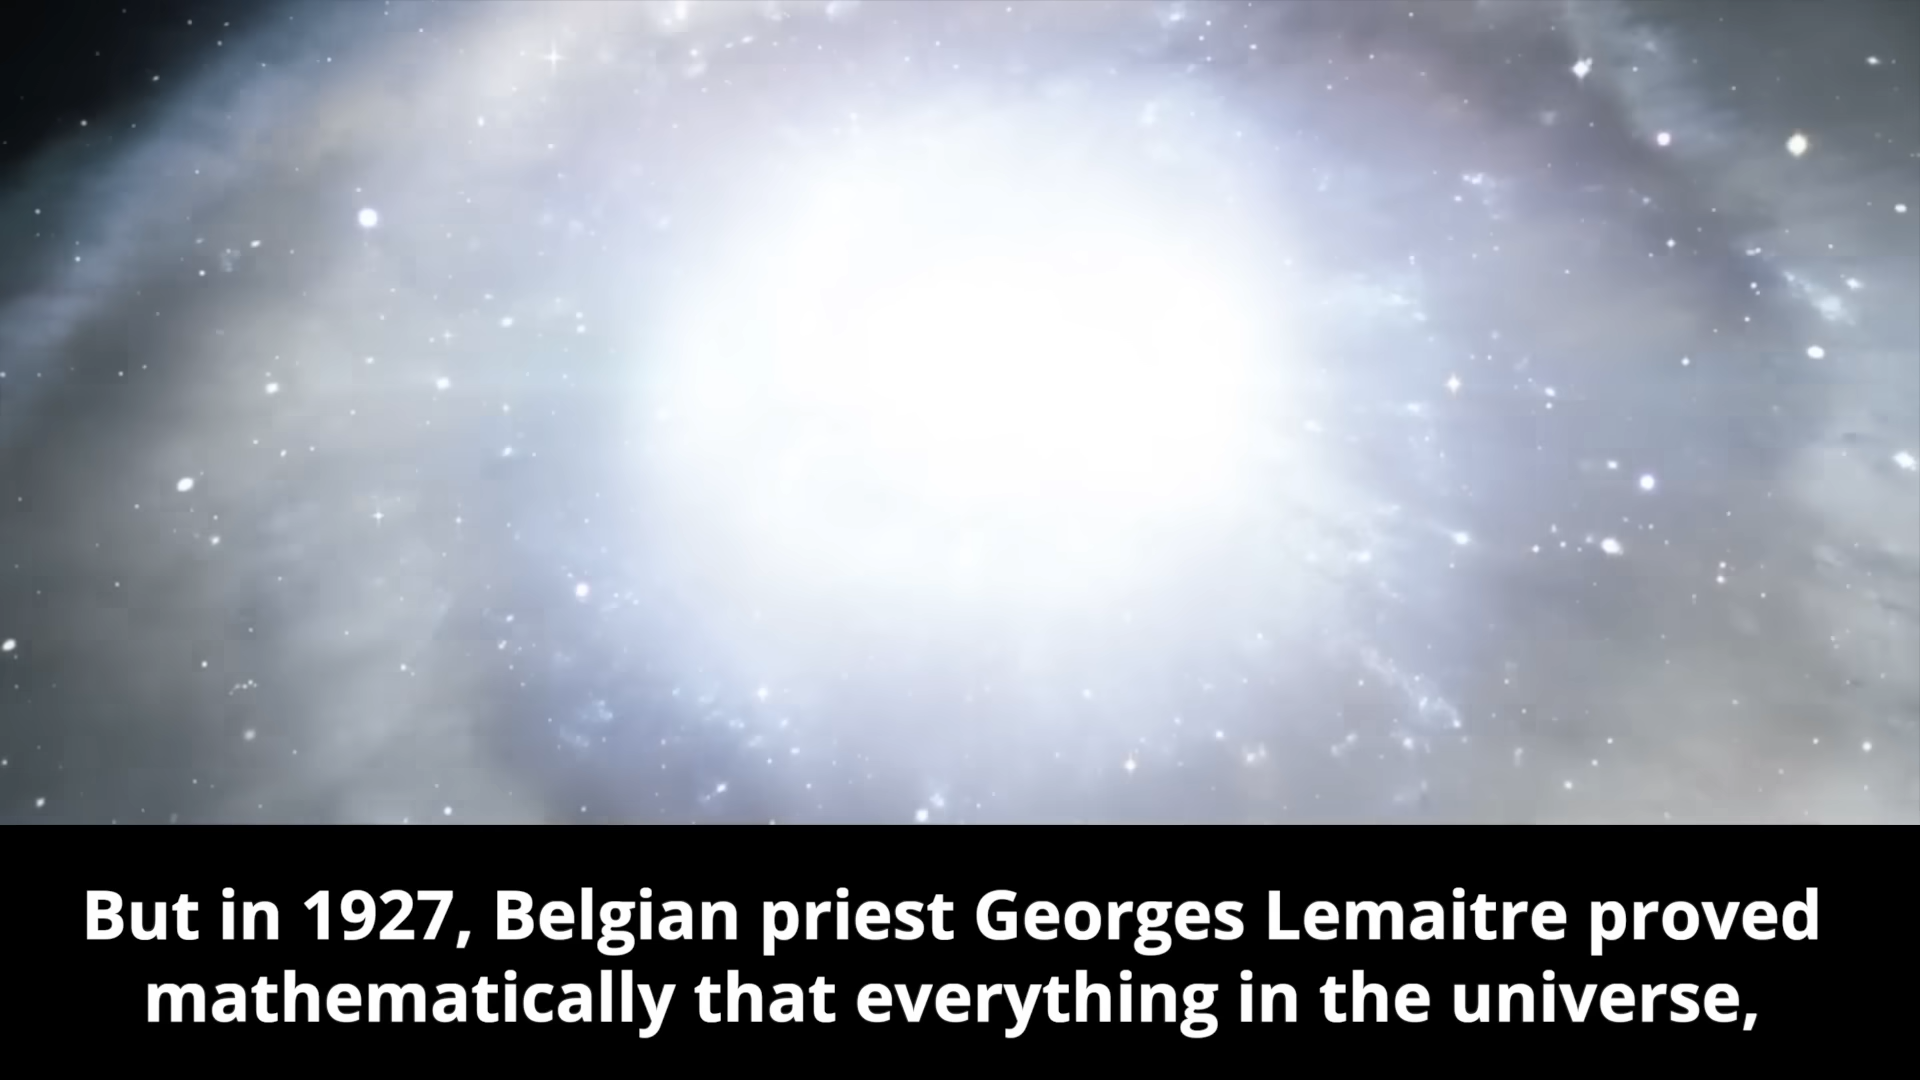 But in 1927, Belgian priest Georges Lemaitre proved
mathematically that everything in the universe,